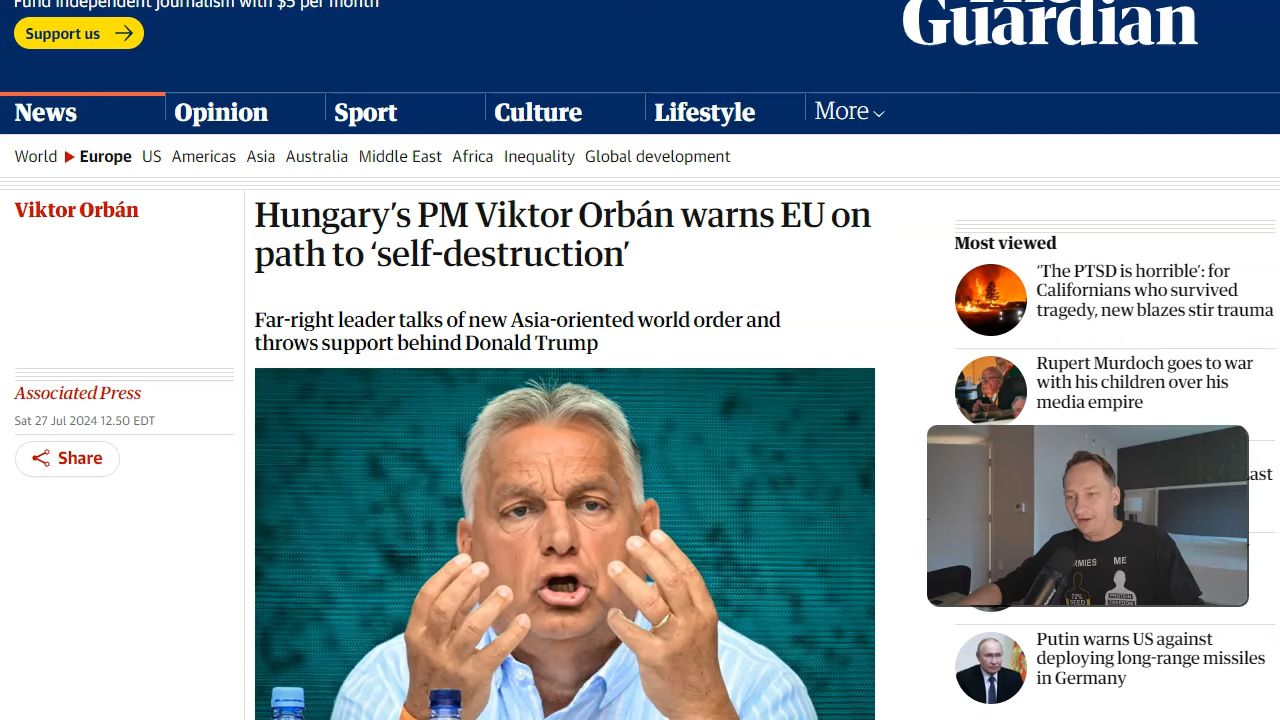 Fund independent journalism with $5 per month
Support us
The
Guardian
News
Opinion
Sport
Culture
Lifestyle
More
World
Europe
US
Americas
Asia
Australia
Middle East
Africa
Inequality
Global development
Viktor Orbán
Hungary’s PM Viktor Orbán warns EU on
path to ‘self-destruction’
Far-right leader talks of new Asia-oriented world order and
throws support behind Donald Trump
Associated Press
Sat 27 Jul 2024 12.50 EDT
Share
Most viewed
‘The PTSD is horrible’: for
Californians who survived
tragedy, new blazes stir trauma
Rupert Murdoch goes to war
with his children over his
media empire
ME
72%
PROTEIN
FREEDOM
Putin warns US against
deploying long-range missiles
in Germany